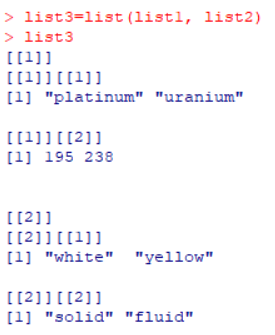 > list3=list(list1, list2)
> list3
[[1]]
[[1]][[1]]
[1] "platinum" "uranium"

[[1]][[2]]
[1] 195 238


[[2]]
[[2]][[1]]
[1] "white"  "yellow"

[[2]][[2]]
[1] "solid" "fluid"